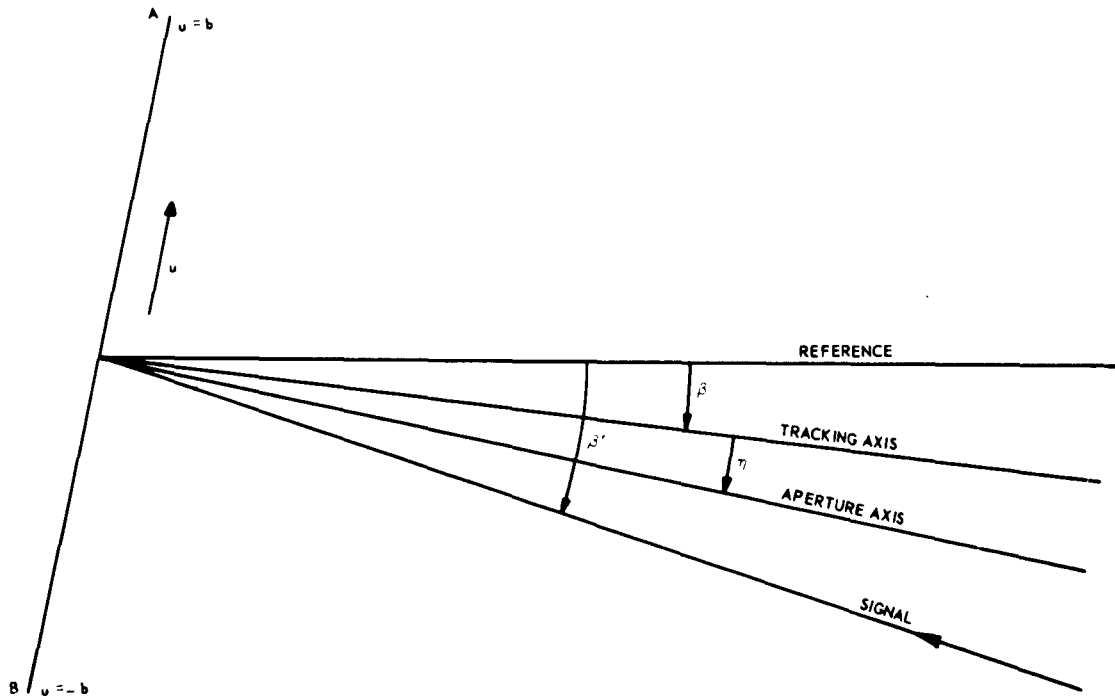 A
u = b
u
REFERENCE
β
TRACKING AXIS
β'
η
APERTURE AXIS
SIGNAL
B
u = - b